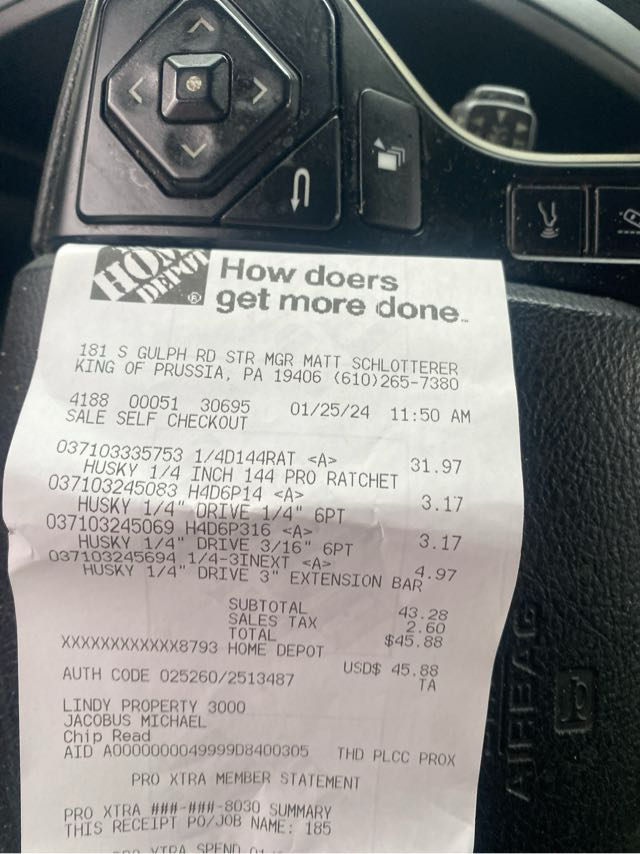 HOME DEPOT ®
How doers
get more done™
181 S GULPH RD STR MGR MATT SCHLOTTERER
KING OF PRUSSIA, PA 19406 (610)265-7380
4188 00051 30695 01/25/24 11:50 AM
SALE SELF CHECKOUT
037103335753 1/4D144RAT <A> 31.97
HUSKY 1/4 INCH 144 PRO RATCHET
037103245083 H4D6P14 <A> 3.17
HUSKY 1/4" DRIVE 1/4" 6PT
037103245069 H4D6P316 <A> 3.17
HUSKY 1/4" DRIVE 3/16" 6PT
037103245694 1/4-3INEXT <A> 4.97
HUSKY 1/4" DRIVE 3" EXTENSION BAR
SUBTOTAL 43.28
SALES TAX 2.60
TOTAL $45.88
XXXXXXXXXXXX8793 HOME DEPOT
USD$ 45.88
AUTH CODE 025260/2513487 TA
LINDY PROPERTY 3000
JACOBUS MICHAEL
Chip Read
AID A0000000049999D8400305 THD PLCC PROX
PRO XTRA MEMBER STATEMENT
PRO XTRA ###-###-8030 SUMMARY
THIS RECEIPT PO/JOB NAME: 185
XTRA SPEND
AIRBAG